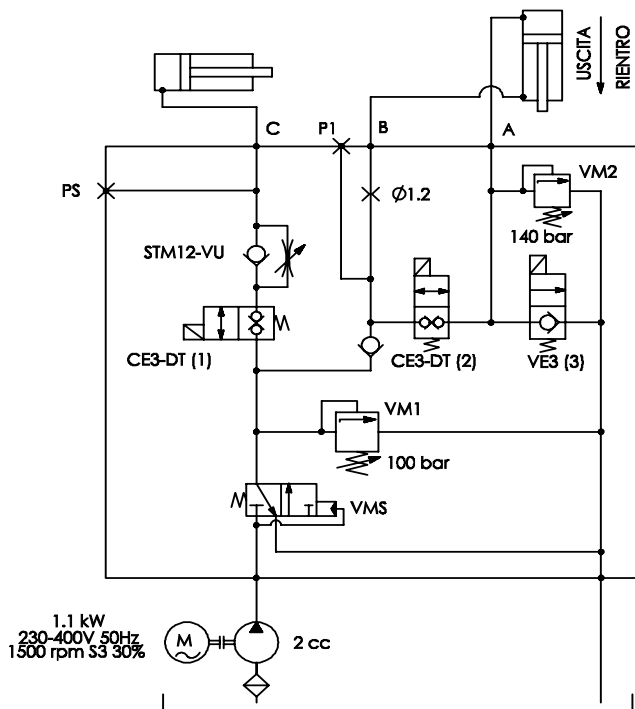 USCITA
RIENTRO
C
P1
B
A
VM2
PS
Ø1.2
140 bar
STM12-VU
CE3-DT (1)
CE3-DT (2)
VE3 (3)
VM1
100 bar
VMS
1.1 kW
230-400V 50Hz
1500 rpm S3 30%
M
2 cc